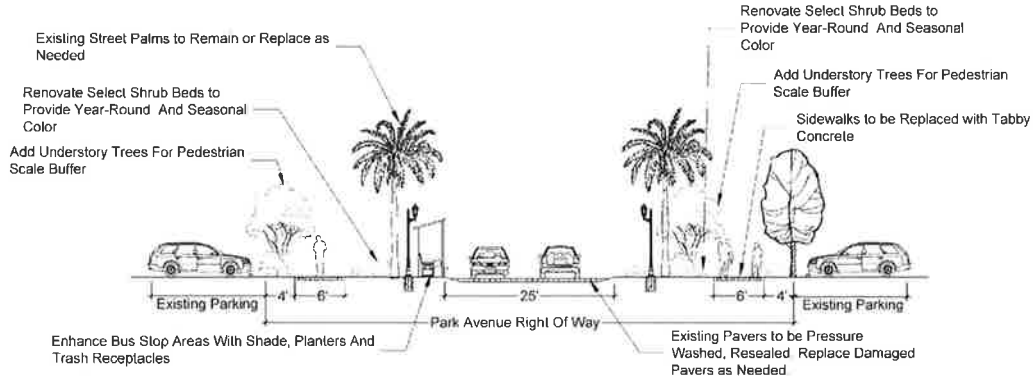 Existing Street Palms to Remain or Replace as
Needed
Renovate Select Shrub Beds to
Provide Year-Round And Seasonal
Color
Add Understory Trees For Pedestrian
Scale Buffer
Renovate Select Shrub Beds to
Provide Year-Round And Seasonal
Color
Add Understory Trees For Pedestrian
Scale Buffer
Sidewalks to be Replaced with Tabby
Concrete
Existing Parking
4'
6'
25'
6'
4'
Existing Parking
Park Avenue Right Of Way
Enhance Bus Stop Areas With Shade, Planters And
Trash Receptacles
Existing Pavers to be Pressure
Washed, Resealed Replace Damaged
Pavers as Needed